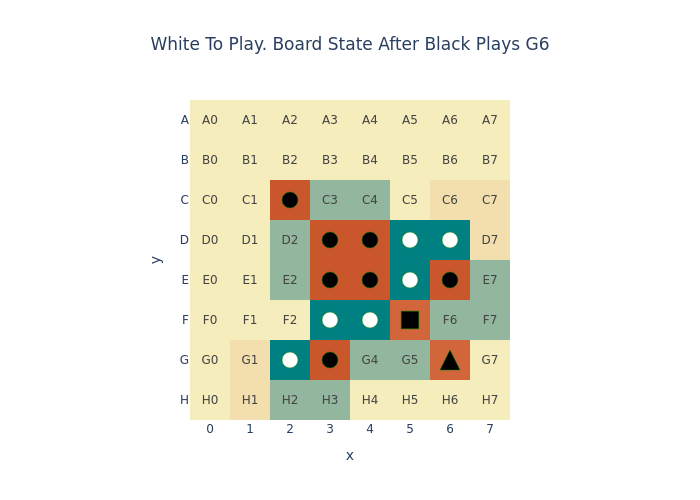 White To Play. Board State After Black Plays G6
A A0 A1 A2 A3 A4 A5 A6 A7
B B0 B1 B2 B3 B4 B5 B6 B7
C C0 C1 C3 C4 C5 C6 C7
D D0 D1 D2 D7
E E0 E1 E2 E7
F F0 F1 F2 F6 F7
G G0 G1 G4 G5 G7
H H0 H1 H2 H3 H4 H5 H6 H7
0 1 2 3 4 5 6 7
x
y